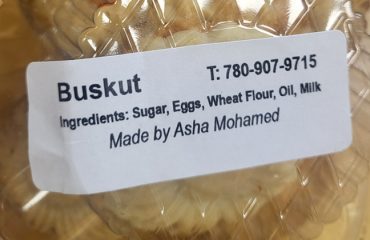 Buskut T: 780-907-9715
Ingredients: Sugar, Eggs, Wheat Flour, Oil, Milk
Made by Asha Mohamed